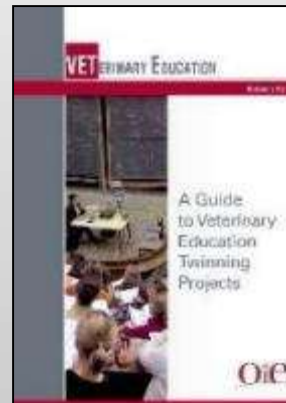 VETERINARY EDUCATION
A Guide
to Veterinary
Education
Twinning
Projects
Oie